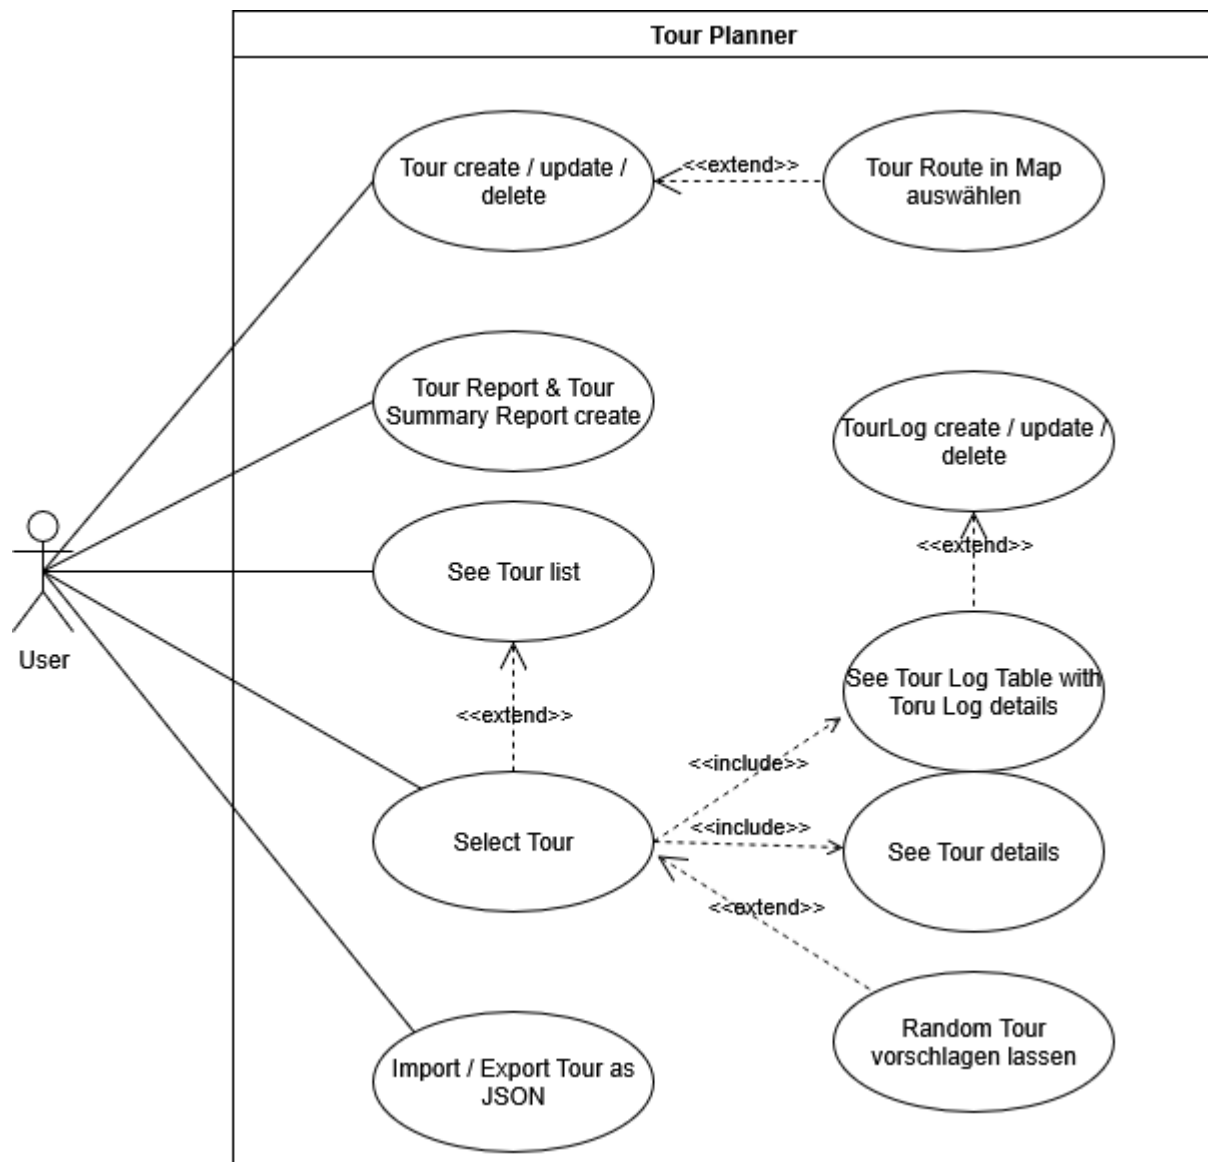 Tour Planner
Tour create / update /
delete
<<extend>>
Tour Route in Map
auswählen
Tour Report & Tour
Summary Report create
TourLog create / update /
delete
<<extend>>
See Tour list
User
See Tour Log Table with
Toru Log details
<<extend>>
<<include>>
<<include>>
Select Tour
See Tour details
<<extend>>
Random Tour
vorschlagen lassen
Import / Export Tour as
JSON